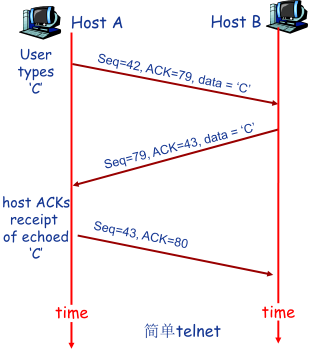 Host A
Host B
User
types
‘C’
Seq=42, ACK=79, data = ‘C’
Seq=79, ACK=43, data = ‘C’
host ACKs
receipt
of echoed
‘C’
Seq=43, ACK=80
time
time
简单telnet